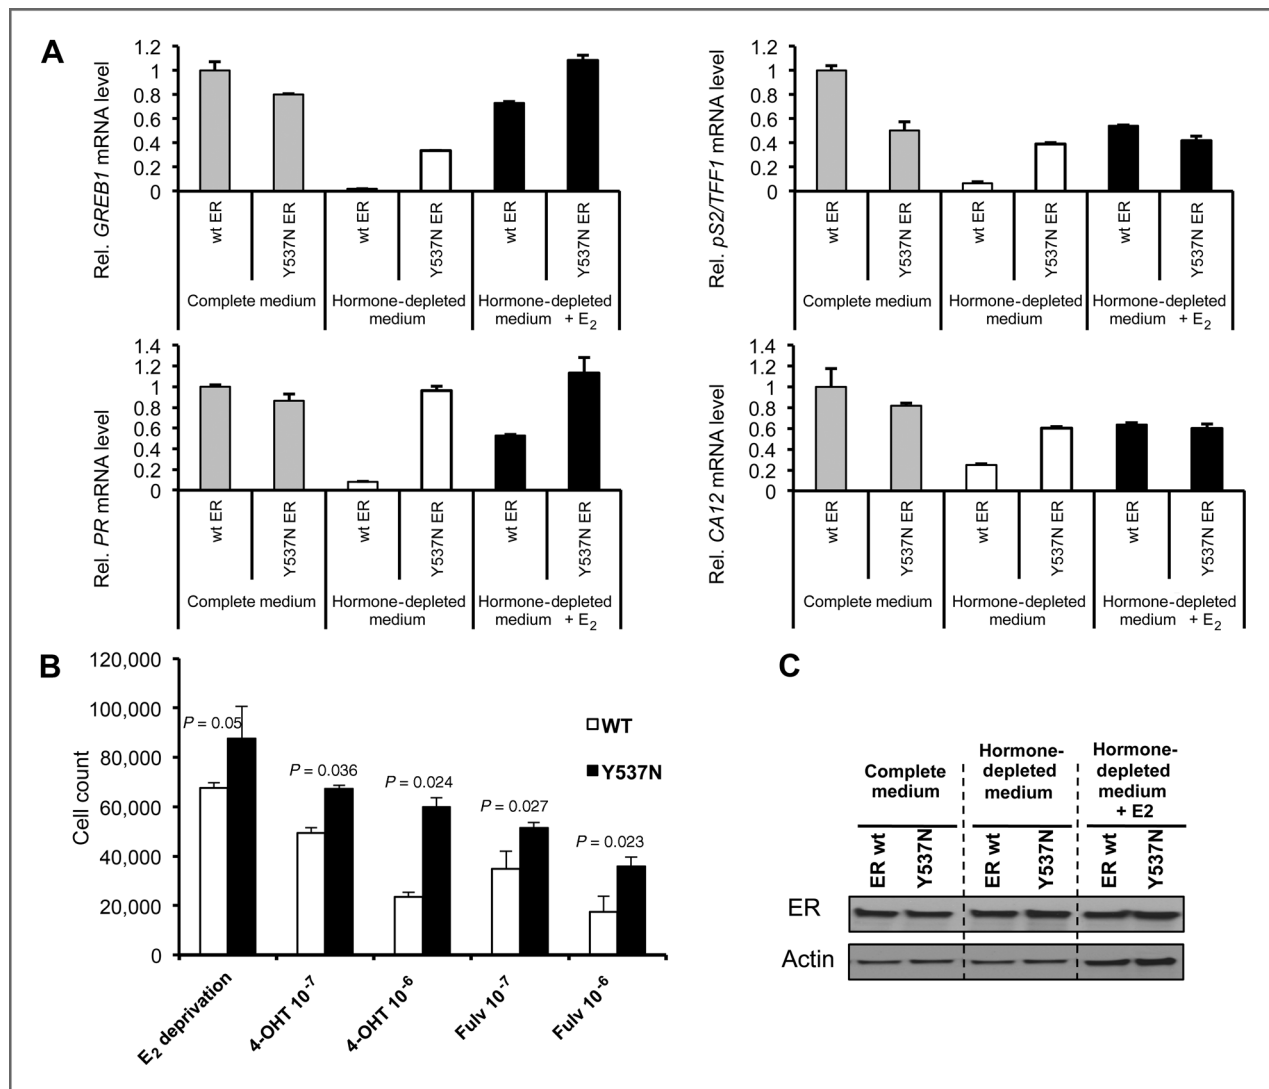 A
Rel. GREB1 mRNA level
1.2
1
0.8
0.6
0.4
0.2
0
wt ER
Y537N ER
wt ER
Y537N ER
wt ER
Y537N ER
Complete medium
Hormone-depleted
medium
Hormone-depleted
medium + E2
Rel. pS2/TFF1 mRNA level
1.2
1
0.8
0.6
0.4
0.2
0
wt ER
Y537N ER
wt ER
Y537N ER
wt ER
Y537N ER
Complete medium
Hormone-depleted
medium
Hormone-depleted
medium + E2
Rel. PR mRNA level
1.4
1.2
1
0.8
0.6
0.4
0.2
0
wt ER
Y537N ER
wt ER
Y537N ER
wt ER
Y537N ER
Complete medium
Hormone-depleted
medium
Hormone-depleted
medium + E2
Rel. CA12 mRNA level
1.4
1.2
1
0.8
0.6
0.4
0.2
0
wt ER
Y537N ER
wt ER
Y537N ER
wt ER
Y537N ER
Complete medium
Hormone-depleted
medium
Hormone-depleted
medium + E2
B
Cell count
120,000
100,000
80,000
60,000
40,000
20,000
0
P = 0.05
P = 0.036
P = 0.024
P = 0.027
P = 0.023
WT
Y537N
E2 deprivation
4-OHT 10-7
4-OHT 10-6
Fulv 10-7
Fulv 10-6
C
Complete
medium
Hormone-
depleted
medium
Hormone-
depleted
medium
+ E2
ER wt
Y537N
ER wt
Y537N
ER wt
Y537N
ER
Actin